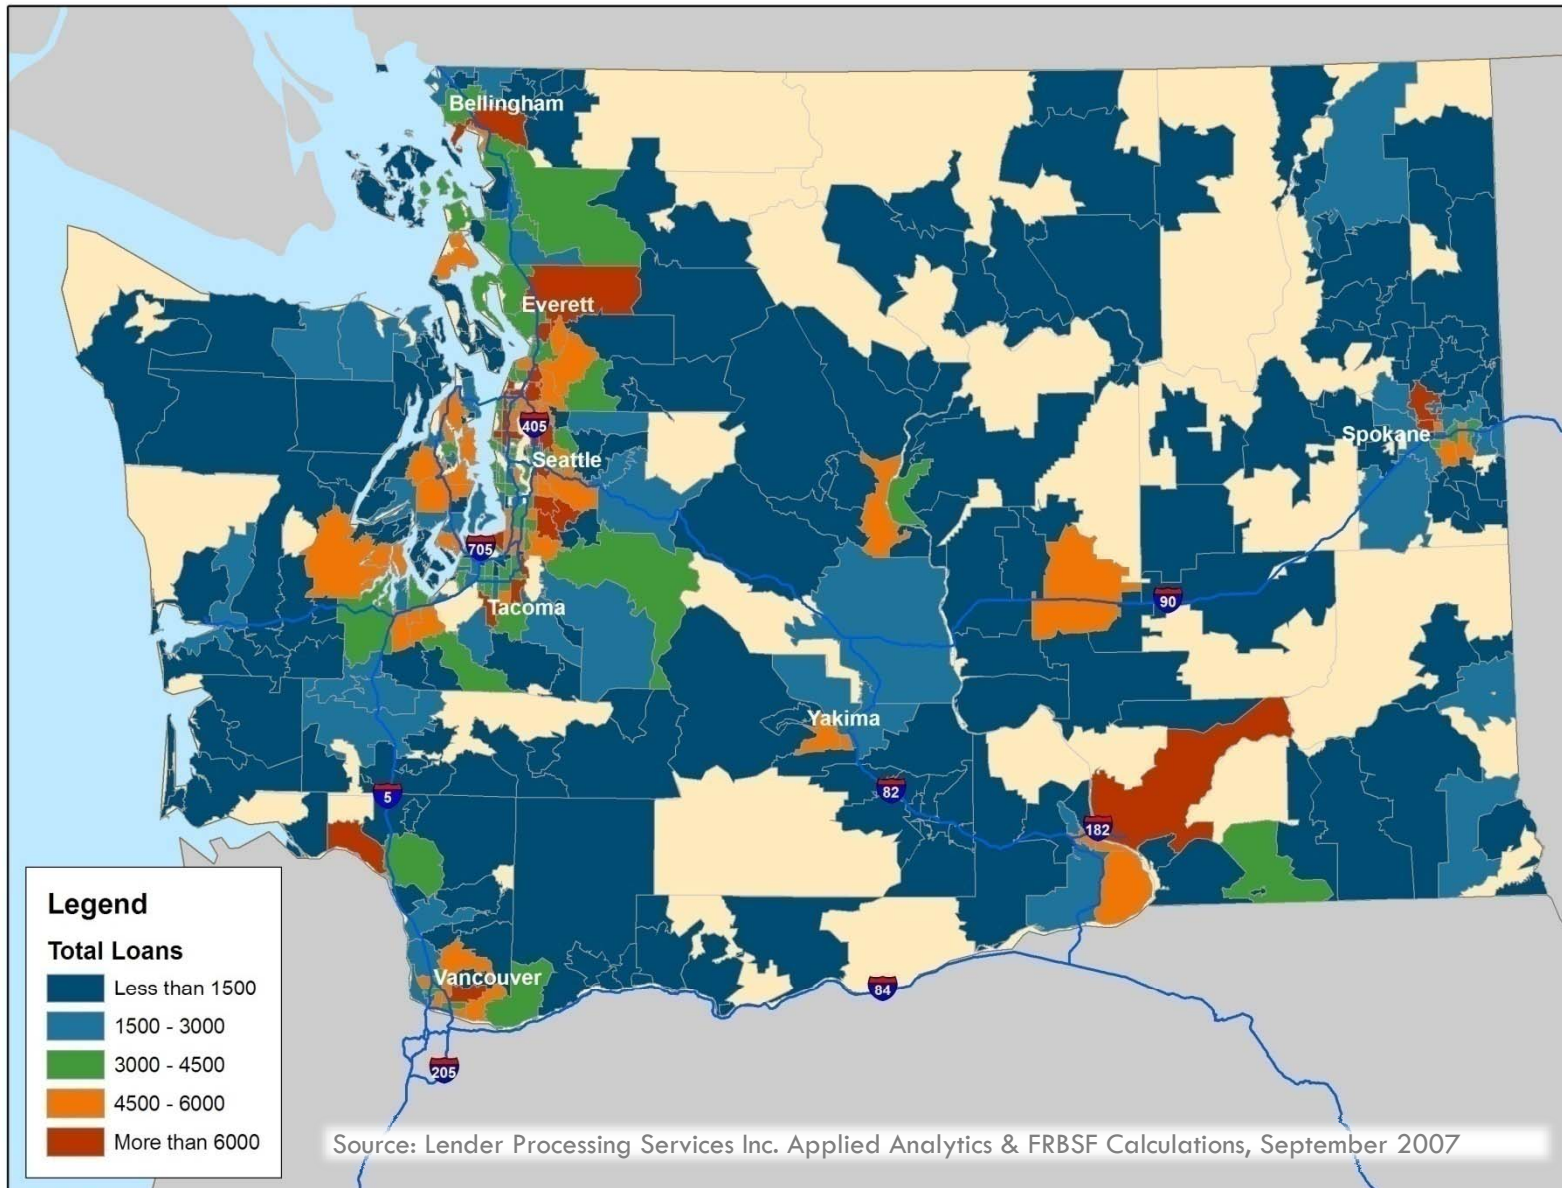 Bellingham
Everett
405
Seattle
Spokane
705
Tacoma
90
Yakima
5
82
182
Vancouver
84
205
Legend
Total Loans
Less than 1500
1500 - 3000
3000 - 4500
4500 - 6000
More than 6000
Source: Lender Processing Services Inc. Applied Analytics & FRBSF Calculations, September 2007